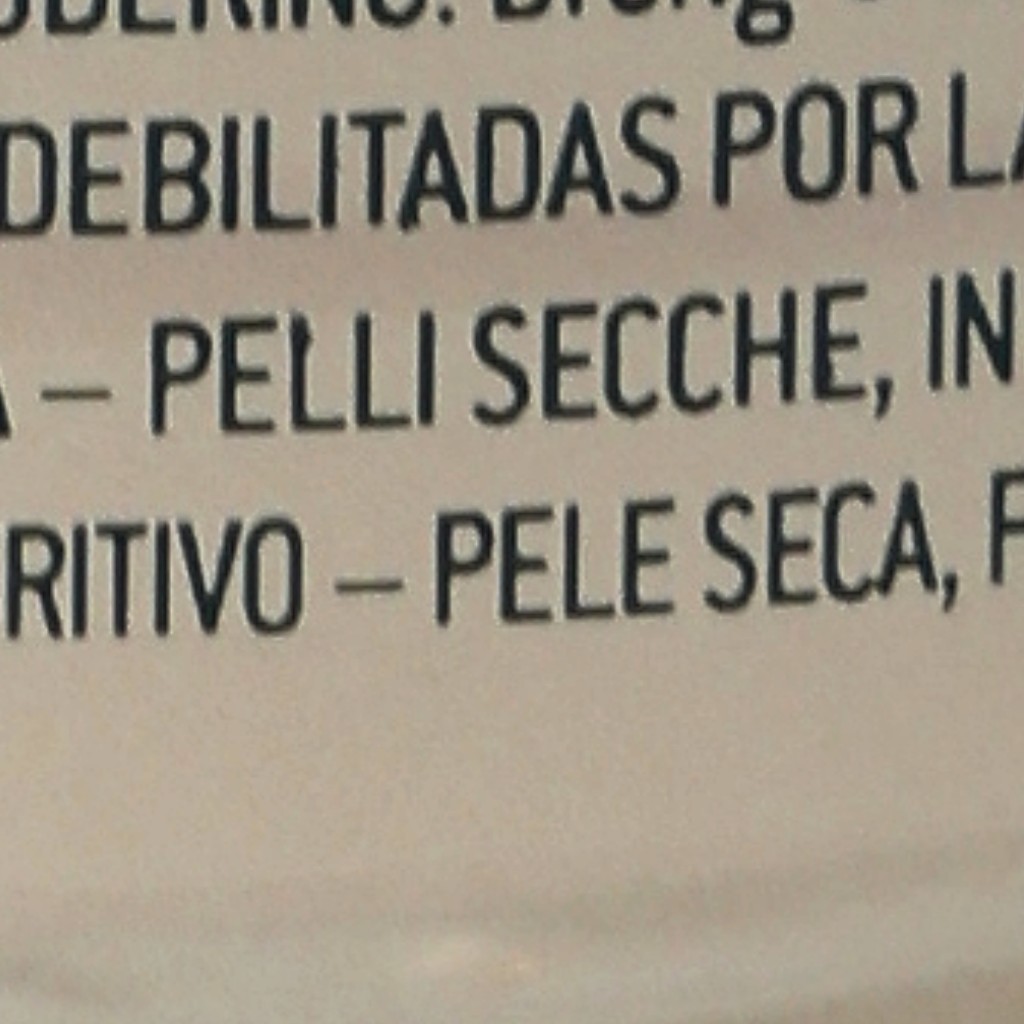 DEBILITADAS POR LA
– PELLI SECCHE, IN
RITIVO – PELE SECA,